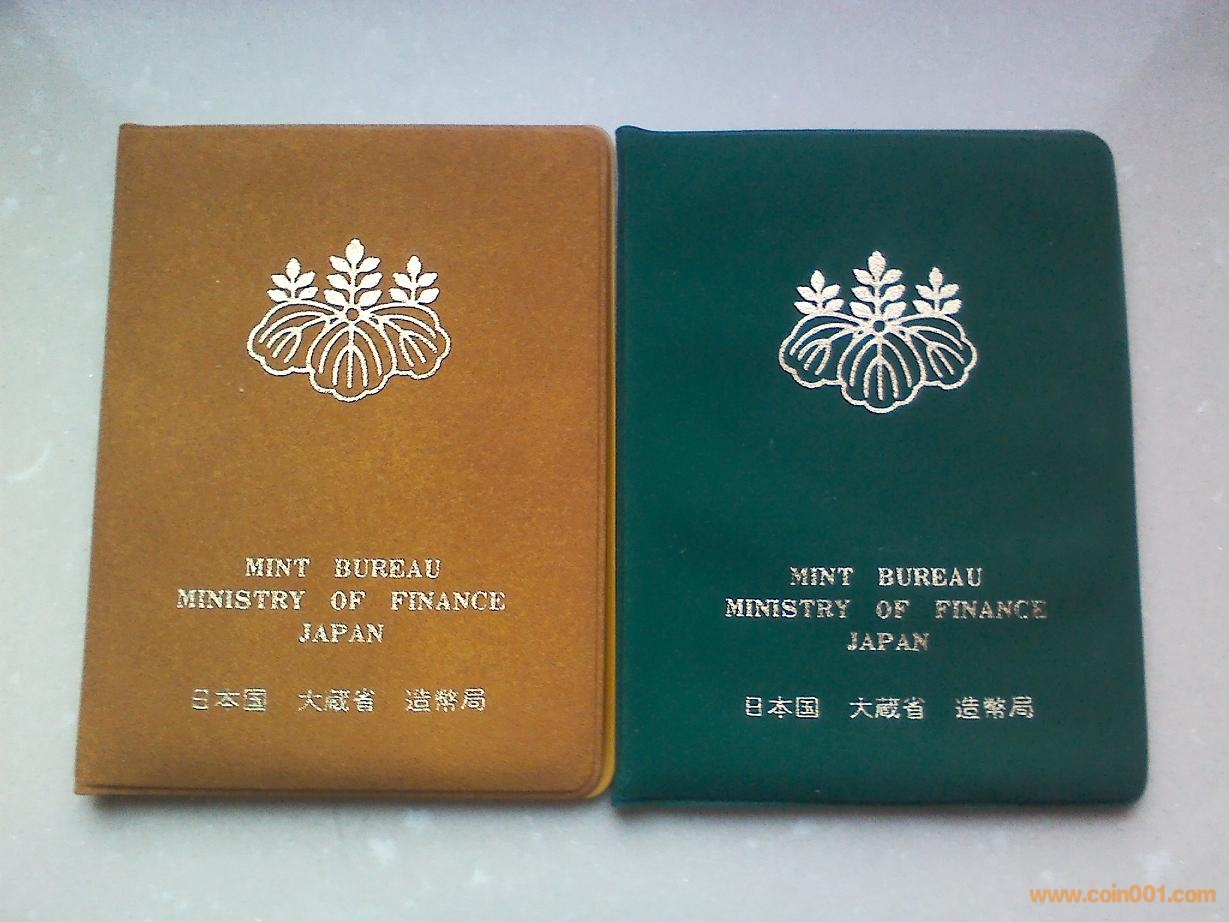 MINT BUREAU
MINISTRY OF FINANCE
JAPAN
日本国 大蔵省 造幣局
MINT BUREAU
MINISTRY OF FINANCE
JAPAN
日本国 大蔵省 造幣局
www.coin001.com